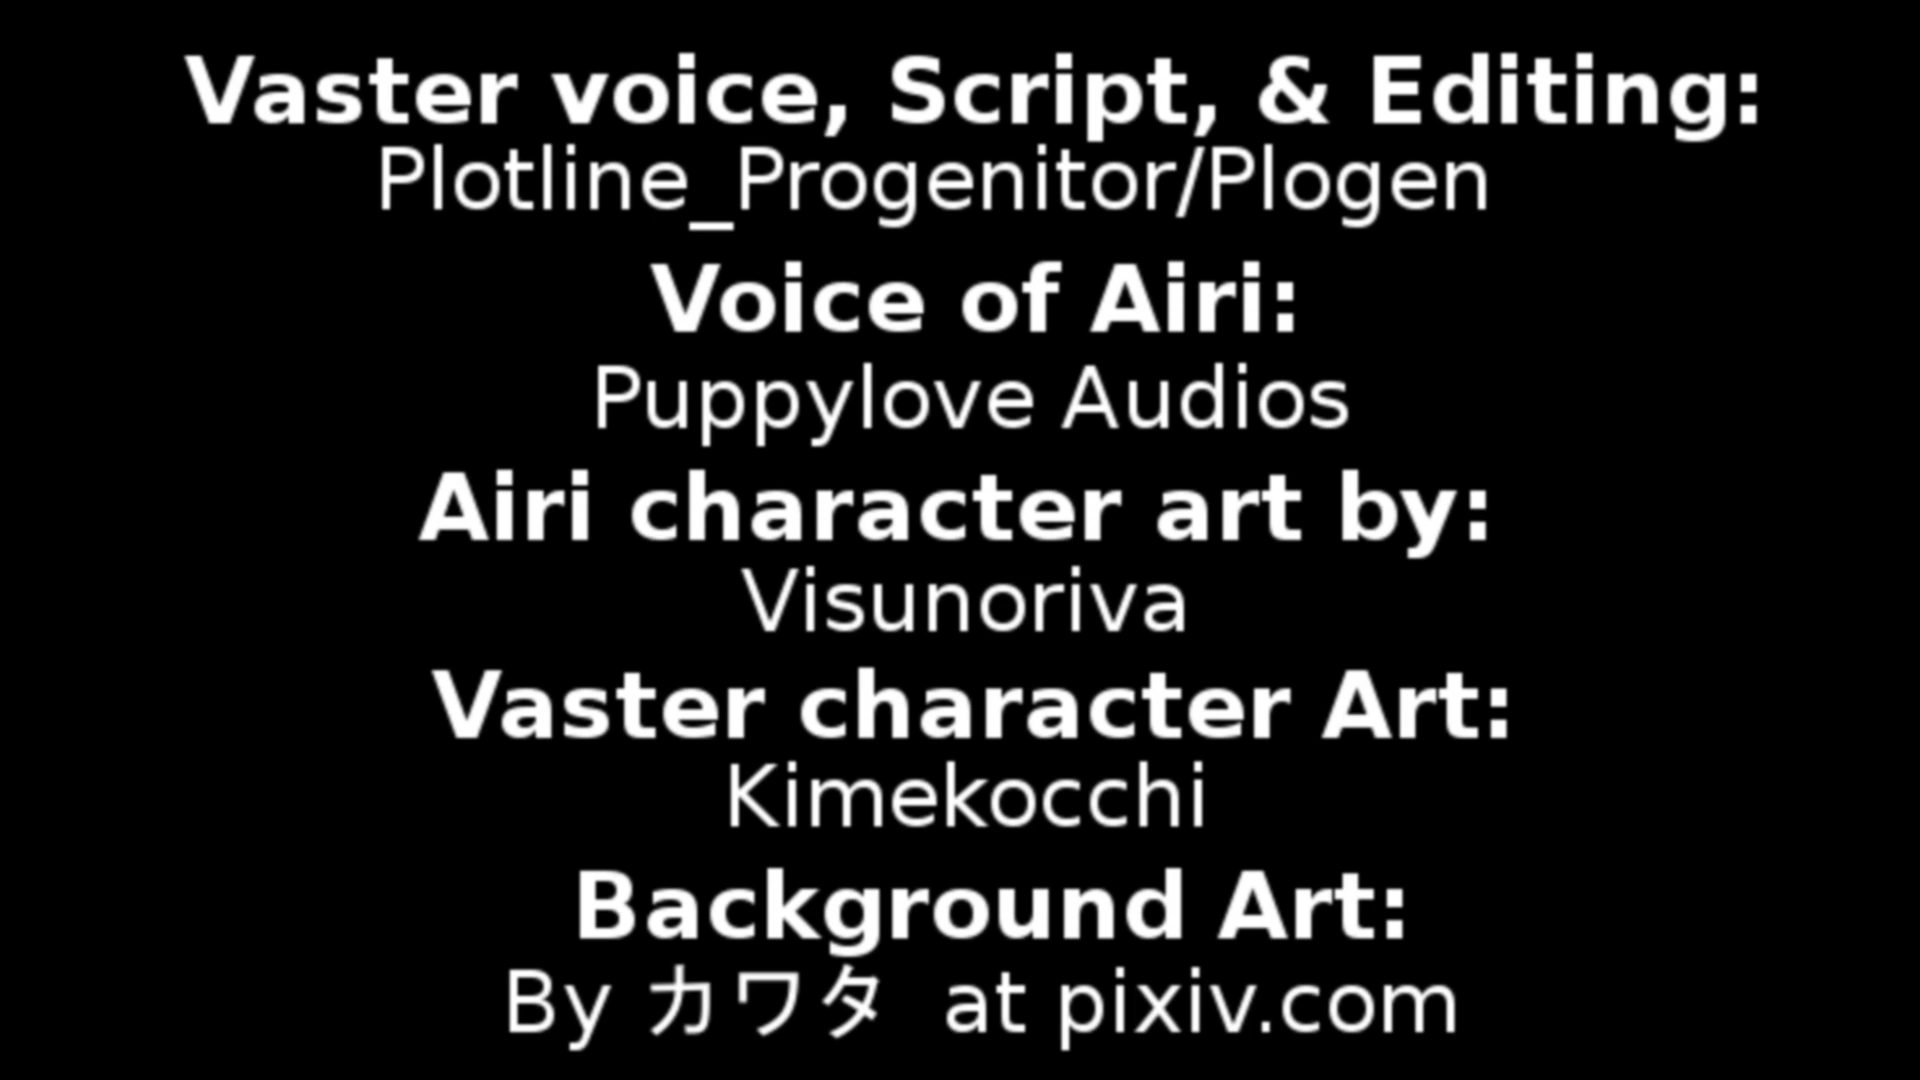 Vaster voice, Script, & Editing:
Plotline_Progenitor/Plogen
Voice of Airi:
Puppylove Audios
Airi character art by:
Visunoriva
Vaster character Art:
Kimekocchi
Background Art:
By カワタ at pixiv.com